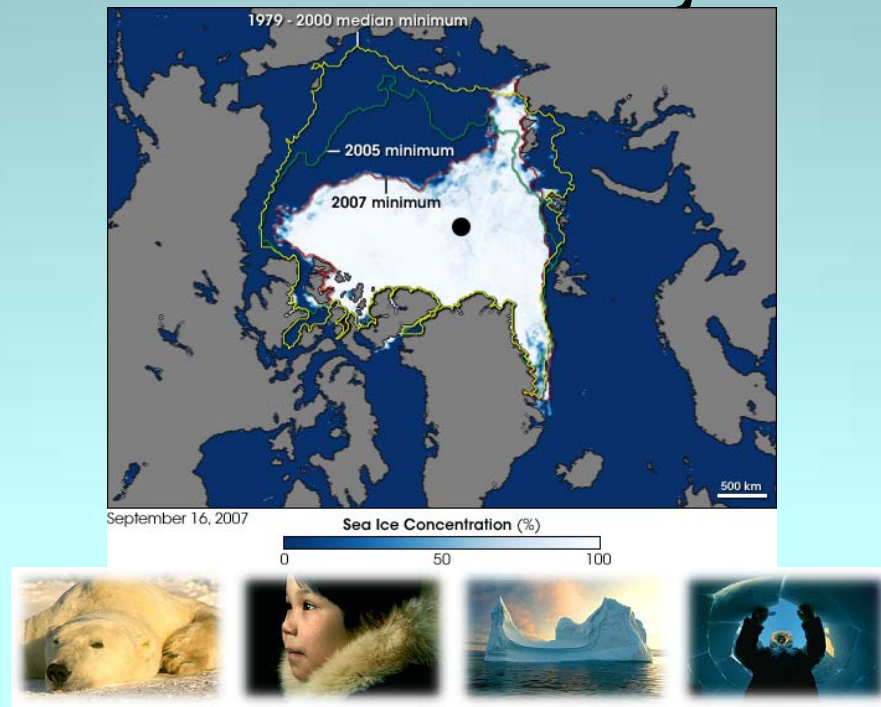 1979 - 2000 median minimum
2005 minimum
2007 minimum
500 km
September 16, 2007
Sea Ice Concentration (%)
0 50 100